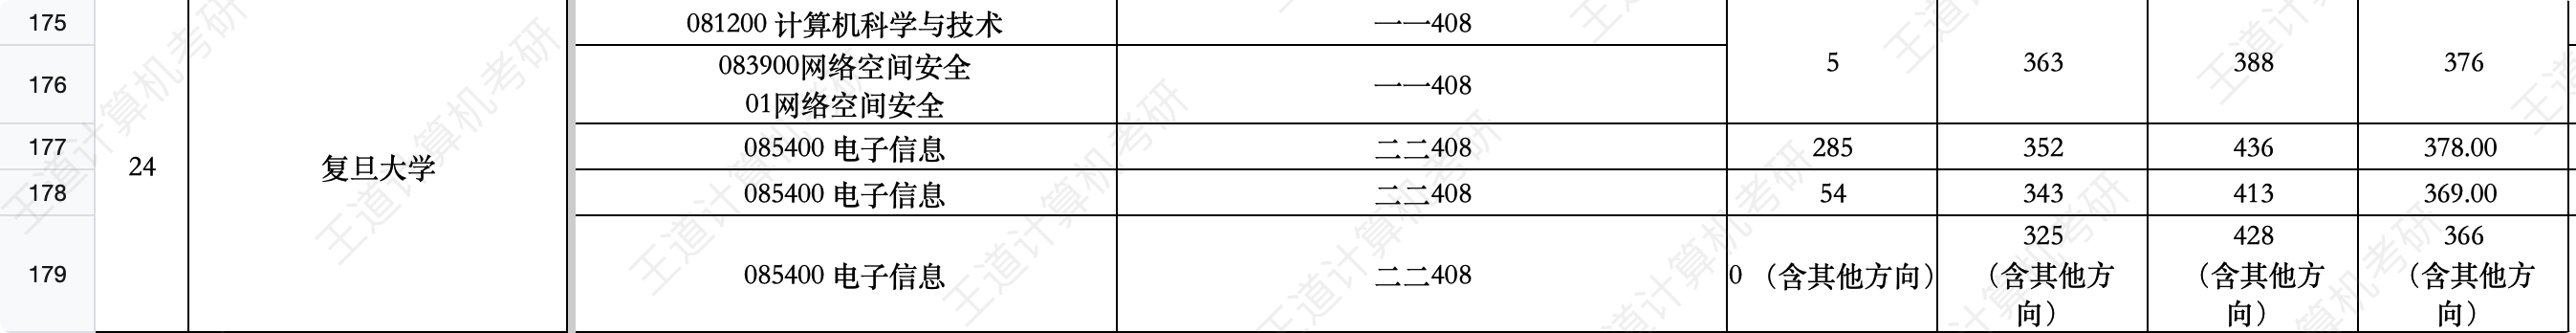 175
081200 计算机科学与技术
一一408
176
083900网络空间安全
01网络空间安全
一一408
5
363
388
376
177
085400 电子信息
二二408
285
352
436
378.00
24
复旦大学
178
085400 电子信息
二二408
54
343
413
369.00
179
085400 电子信息
二二408
0（含其他方向）
325
（含其他方
向）
428
（含其他方
向）
366
（含其他方
向）
王道计算机考研